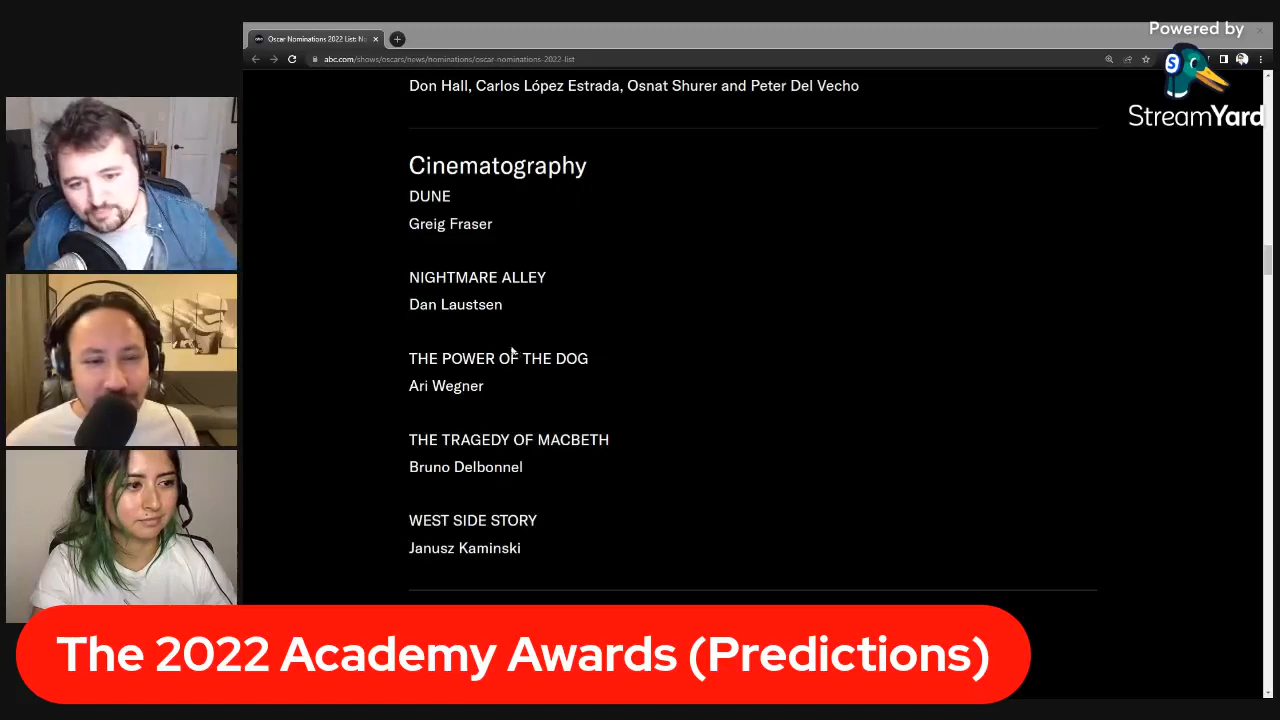 Oscar Nominations 2022 List: No
abc.com/shows/oscars/news/nominations/oscar-nominations-2022-list
Powered by
StreamYard
Don Hall, Carlos López Estrada, Osnat Shurer and Peter Del Vecho
Cinematography
DUNE
Greig Fraser
NIGHTMARE ALLEY
Dan Laustsen
THE POWER OF THE DOG
Ari Wegner
THE TRAGEDY OF MACBETH
Bruno Delbonnel
WEST SIDE STORY
Janusz Kaminski
The 2022 Academy Awards (Predictions)